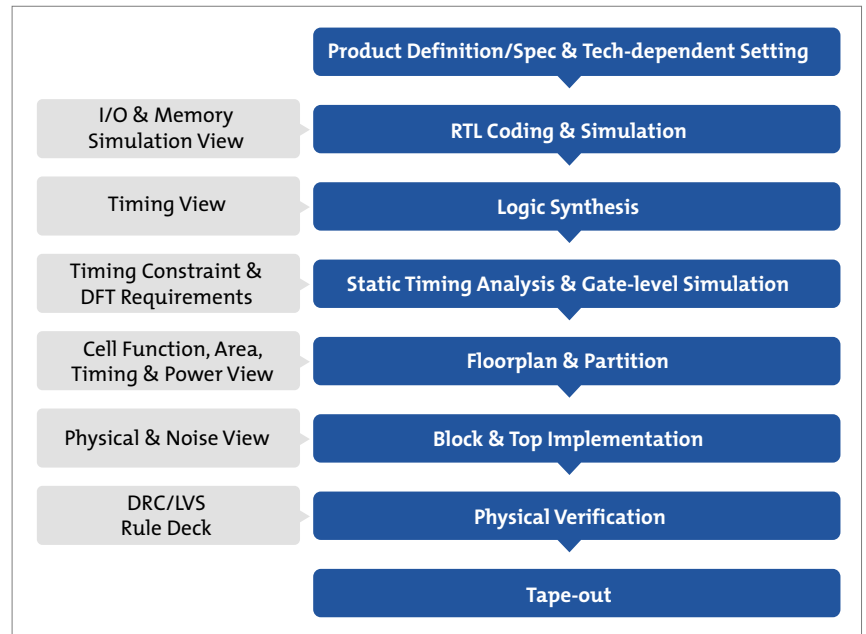 Product Definition/Spec & Tech-dependent Setting
I/O & Memory
Simulation View
RTL Coding & Simulation
Timing View
Logic Synthesis
Timing Constraint &
DFT Requirements
Static Timing Analysis & Gate-level Simulation
Cell Function, Area,
Timing & Power View
Floorplan & Partition
Physical & Noise View
Block & Top Implementation
DRC/LVS
Rule Deck
Physical Verification
Tape-out